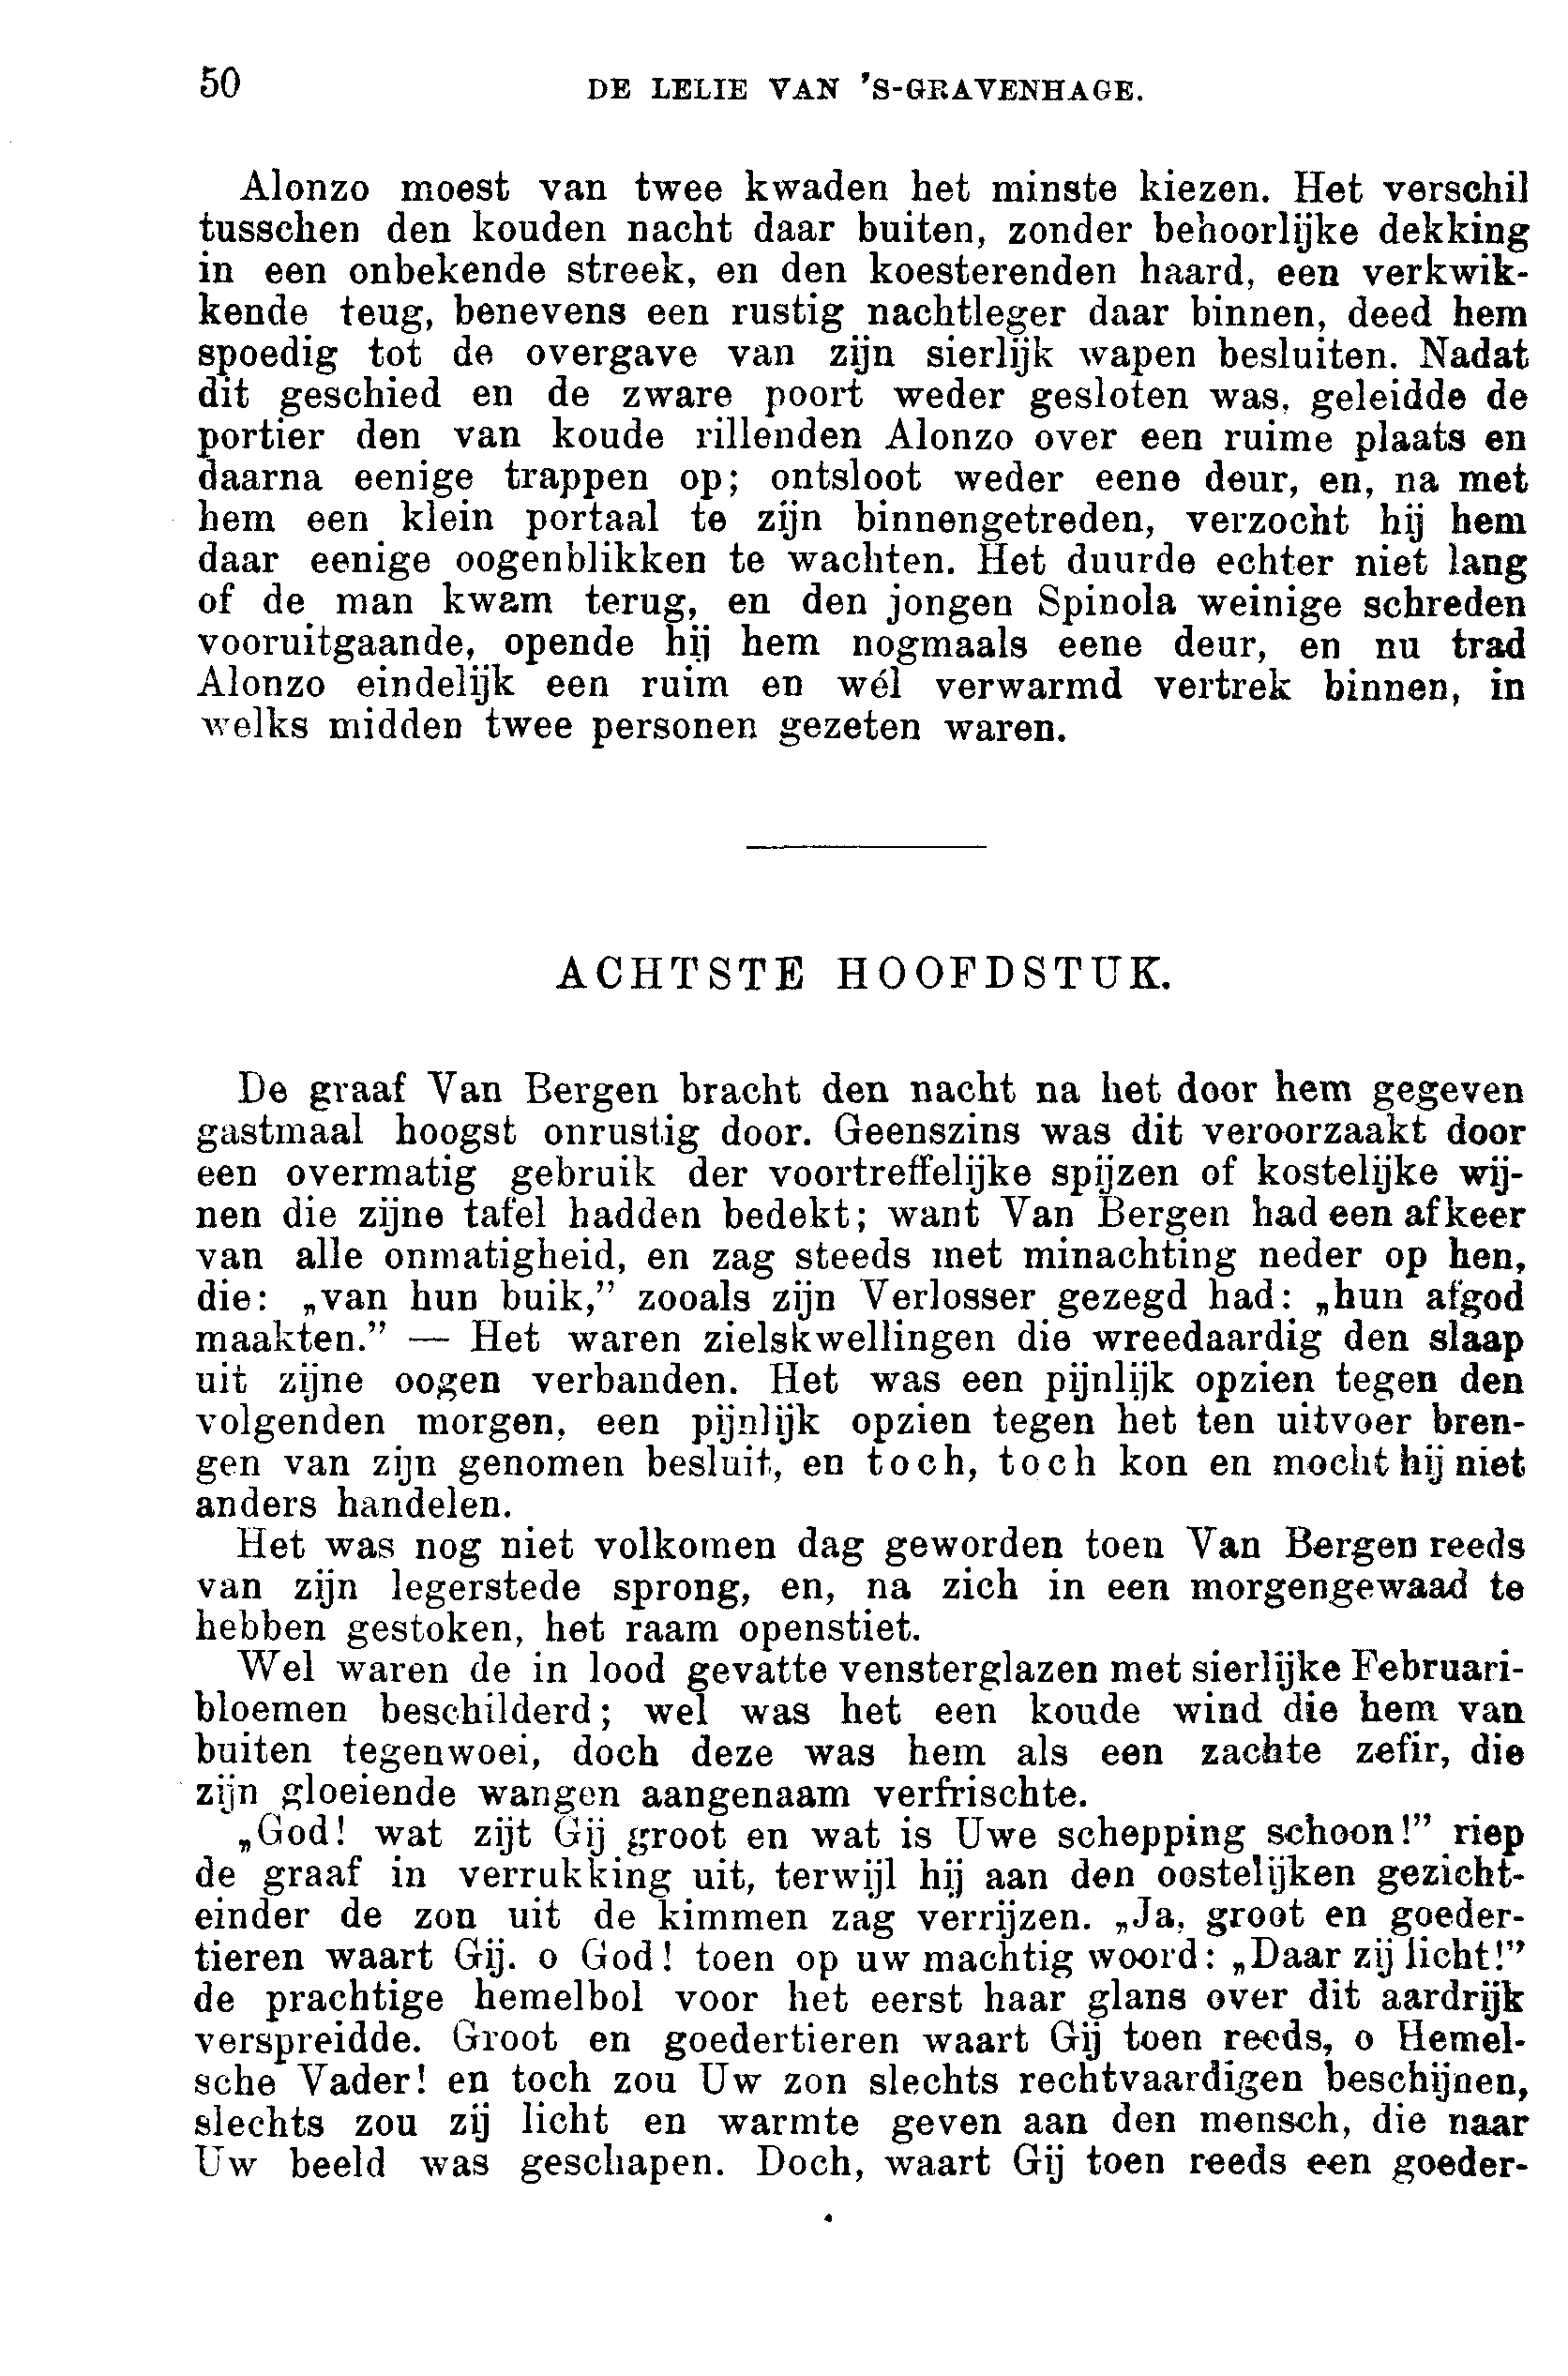 50
DE LELIE VAN 'S-GRAVENHAGE.
Alonzo moest van twee kwaden het minste kiezen. Het verschil
tusschen den kouden nacht daar buiten, zonder behoorlijke dekking
in een onbekende streek, en den koesterenden haard, een verkwik-
kende teug, benevens een rustig nachtleger daar binnen, deed hem
spoedig tot de overgave van zijn sierlijk wapen besluiten. Nadat
dit geschied en de zware poort weder gesloten was, geleidde de
portier den van koude rillenden Alonzo over een ruime plaats en
daarna eenige trappen op; ontsloot weder eene deur, en, na met
hem een klein portaal te zijn binnengetreden, verzocht hij hem
daar eenige oogenblikken te wachten. Het duurde echter niet lang
of de man kwam terug, en den jongen Spinola weinige schreden
vooruitgaande, opende hij hem nogmaals eene deur, en nu trad
Alonzo eindelijk een ruim en wél verwarmd vertrek binnen, in
welks midden twee personen gezeten waren.
ACHTSTE HOOFDSTUK.
De graaf Van Bergen bracht den nacht na het door hem gegeven
gastmaal hoogst onrustig door. Geenszins was dit veroorzaakt door
een overmatig gebruik der voortreffelijke spijzen of kostelijke wij-
nen die zijne tafel hadden bedekt; want Van Bergen had een afkeer
van alle onmatigheid, en zag steeds met minachting neder op hen,
die: „van hun buik,” zooals zijn Verlosser gezegd had: „hun afgod
maakten.” — Het waren zielskwellingen die wreedaardig den slaap
uit zijne oogen verbanden. Het was een pijnlijk opzien tegen den
volgenden morgen, een pijnlijk opzien tegen het ten uitvoer bren-
gen van zijn genomen besluit, en toch, toch kon en mocht hij niet
anders handelen.
Het was nog niet volkomen dag geworden toen Van Bergen reeds
van zijn legerstede sprong, en, na zich in een morgengewaad te
hebben gestoken, het raam openstiet.
Wel waren de in lood gevatte vensterglazen met sierlijke Februari-
bloemen beschilderd; wel was het een koude wind die hem van
buiten tegenwoei, doch deze was hem als een zachte zefir, die
zijn gloeiende wangen aangenaam verfrischte.
„God! wat zijt Gij groot en wat is Uwe schepping schoon!” riep
de graaf in verrukking uit, terwijl hij aan den oostelijken gezicht-
einder de zon uit de kimmen zag verrijzen. „Ja, groot en goeder-
tieren waart Gij. o God! toen op uw machtig woord: „Daar zij licht!”
de prachtige hemelbol voor het eerst haar glans over dit aardrijk
verspreidde. Groot en goedertieren waart Gij toen reeds, o Hemel-
sche Vader! en toch zou Uw zon slechts rechtvaardigen beschijnen,
slechts zou zij licht en warmte geven aan den mensch, die naar
Uw beeld was geschapen. Doch, waart Gij toen reeds een goeder-